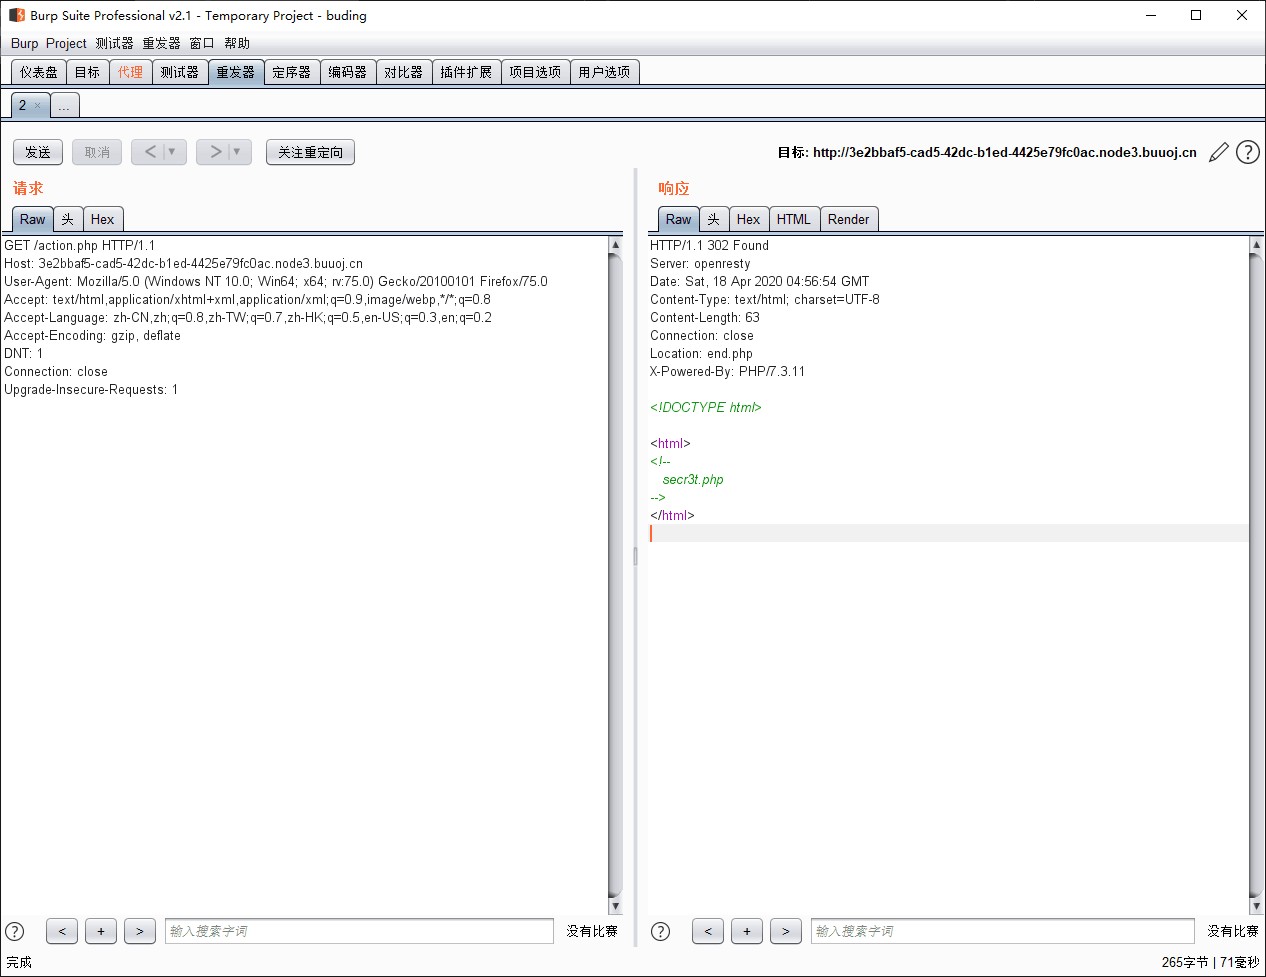 Burp Suite Professional v2.1 - Temporary Project - buding
Burp Project 测试器 重发器 窗口 帮助
仪表盘 目标 代理 测试器 重发器 定序器 编码器 对比器 插件扩展 项目选项 用户选项
2 × ...
发送 取消 < ▼ > ▼ 关注重定向 目标: http://3e2bbaf5-cad5-42dc-b1ed-4425e79fc0ac.node3.buuoj.cn ?
请求
Raw 头 Hex
GET /action.php HTTP/1.1
Host: 3e2bbaf5-cad5-42dc-b1ed-4425e79fc0ac.node3.buuoj.cn
User-Agent: Mozilla/5.0 (Windows NT 10.0; Win64; x64; rv:75.0) Gecko/20100101 Firefox/75.0
Accept: text/html,application/xhtml+xml,application/xml;q=0.9,image/webp,*/*;q=0.8
Accept-Language: zh-CN,zh;q=0.8,zh-TW;q=0.7,zh-HK;q=0.5,en-US;q=0.3,en;q=0.2
Accept-Encoding: gzip, deflate
DNT: 1
Connection: close
Upgrade-Insecure-Requests: 1
? < + > 输入搜索字词 没有比赛
响应
Raw 头 Hex HTML Render
HTTP/1.1 302 Found
Server: openresty
Date: Sat, 18 Apr 2020 04:56:54 GMT
Content-Type: text/html; charset=UTF-8
Content-Length: 63
Connection: close
Location: end.php
X-Powered-By: PHP/7.3.11
<!DOCTYPE html>
<html>
<!--
secr3t.php
-->
</html>
? < + > 输入搜索字词 没有比赛
完成 265字节 | 71毫秒